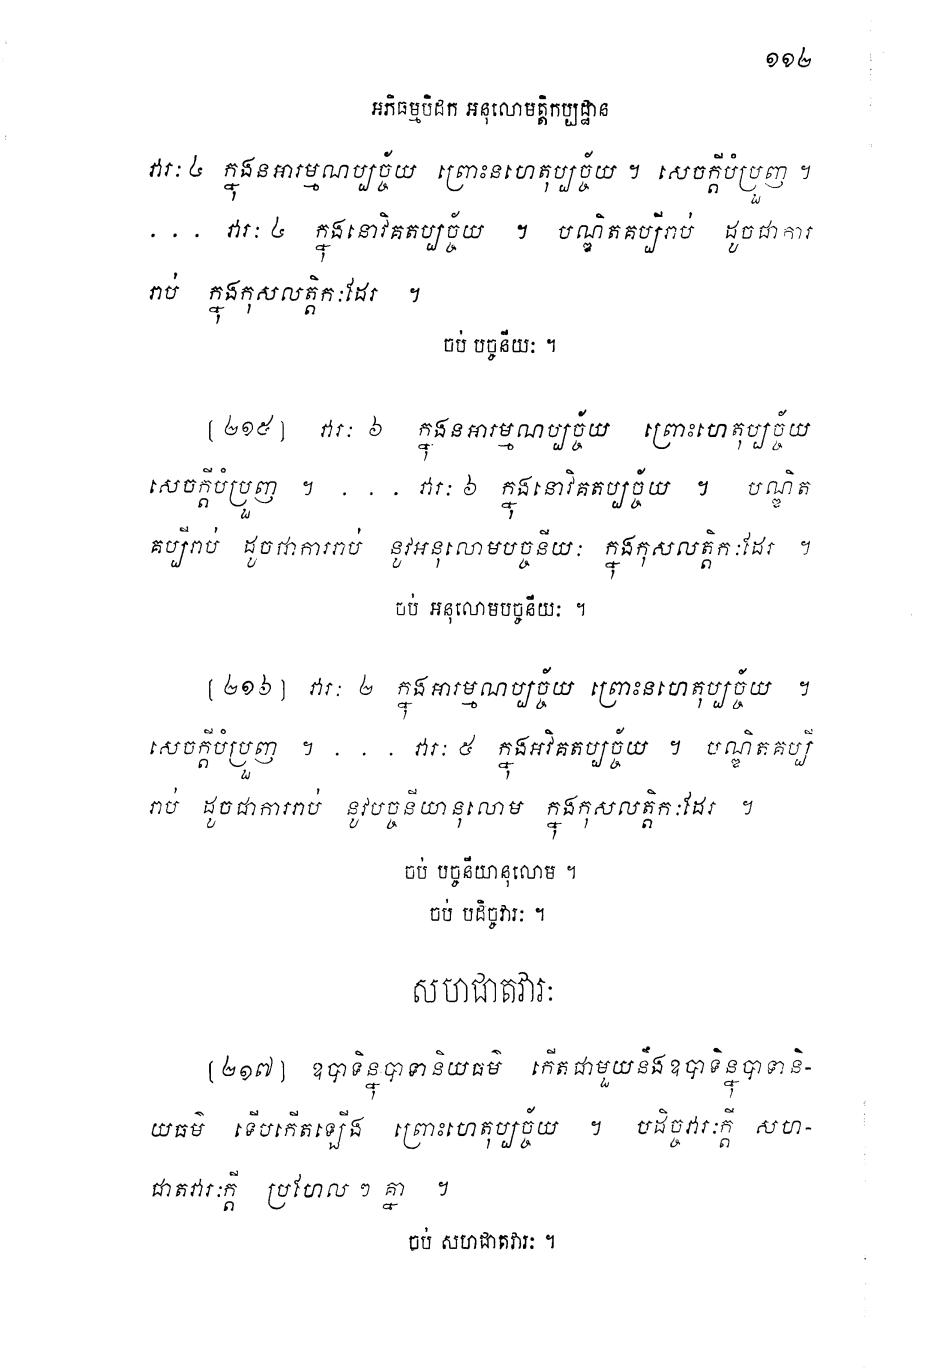 ១១២
អភិធម្មបិដក អនុលោមត្តិកប្បដ្ឋាន
វារៈ ៤ ក្នុងនអារម្មណប្បច្ច័យ ព្រោះនហេតុប្បច្ច័យ ។ សេចក្តីបំប្រួញ ។
. . . វារៈ ៤ ក្នុងនោវិគតប្បច្ច័យ ។ បណ្ឌិតគប្បីរាប់ ដូចជាការ
រាប់ ក្នុងកុសលត្តិកៈដែរ ។
ចប់ បច្ចនីយៈ ។
(២១៥) វារៈ ៦ ក្នុងនអារម្មណប្បច្ច័យ ព្រោះហេតុប្បច្ច័យ
សេចក្តីបំប្រួញ ។ . . . វារៈ ៦ ក្នុងនោវិគតប្បច្ច័យ ។ បណ្ឌិត
គប្បីរាប់ ដូចជាការរាប់ នូវអនុលោមបច្ចនីយៈ ក្នុងកុសលត្តិកៈដែរ ។
ចប់ អនុលោមបច្ចនីយៈ ។
(២១៦) វារៈ ២ ក្នុងអារម្មណប្បច្ច័យ ព្រោះនហេតុប្បច្ច័យ ។
សេចក្តីបំប្រួញ ។ . . . វារៈ ៥ ក្នុងអវិគតប្បច្ច័យ ។ បណ្ឌិតគប្បី
រាប់ ដូចជាការរាប់ នូវបច្ចនីយានុលោម ក្នុងកុសលត្តិកៈដែរ ។
ចប់ បច្ចនីយានុលោម ។
ចប់ បដិច្ចវារៈ ។
សហជាតវារៈ
(២១៧) ឧបាទិន្នុបាទានិយធម៌ កើតជាមួយនឹងឧបាទិន្នុបាទានិ-
យធម៌ ទើបកើតឡើង ព្រោះហេតុប្បច្ច័យ ។ បដិច្ចវារៈក្តី សហ-
ជាតវារៈក្តី ប្រហែល ៗ គ្នា ។
ចប់ សហជាតវារៈ ។